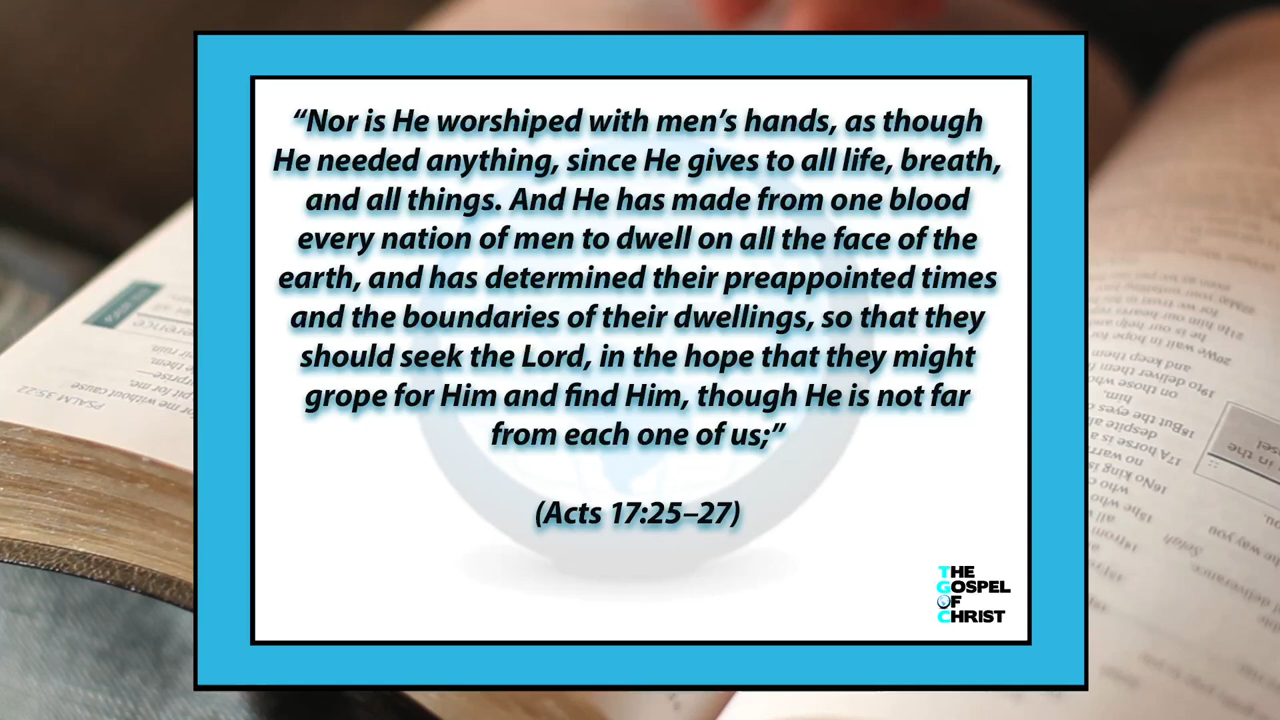 “Nor is He worshiped with men’s hands, as though
He needed anything, since He gives to all life, breath,
and all things. And He has made from one blood
every nation of men to dwell on all the face of the
earth, and has determined their preappointed times
and the boundaries of their dwellings, so that they
should seek the Lord, in the hope that they might
grope for Him and find Him, though He is not far
from each one of us;”
(Acts 17:25–27)
THE
GOSPEL
OF
CHRIST
PSALM 35:22